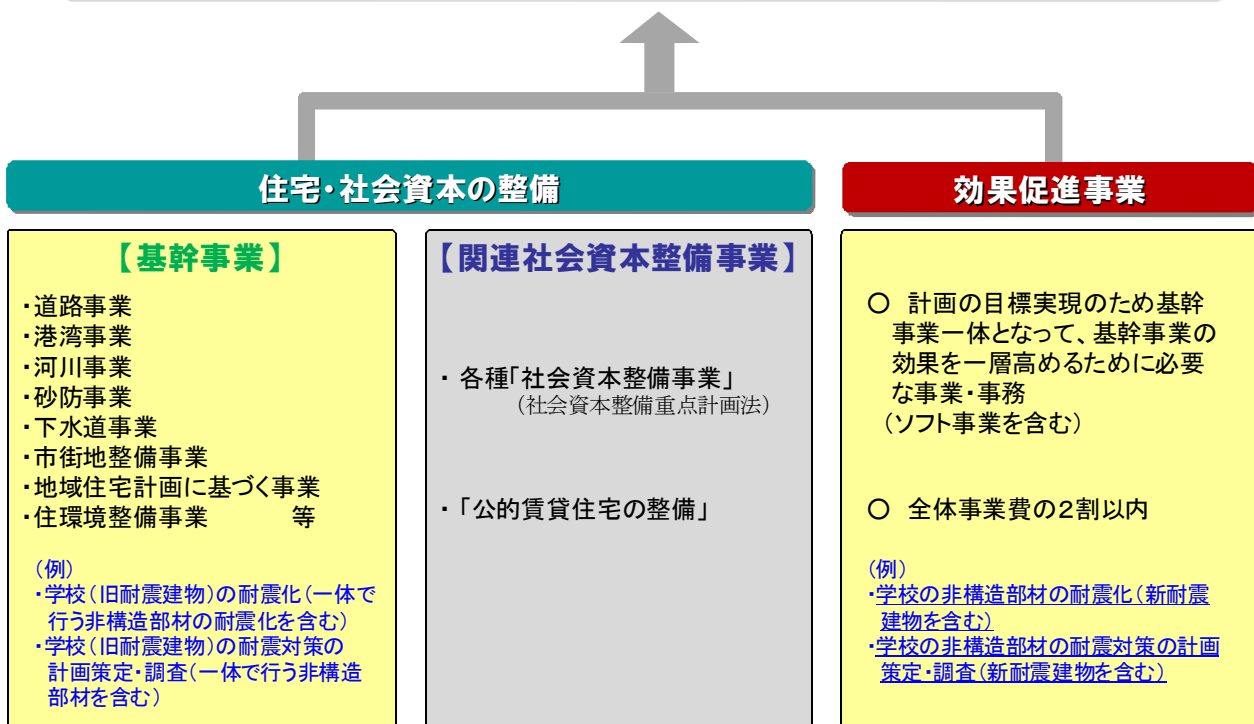 住宅・社会資本の整備
効果促進事業
【基幹事業】
・道路事業
・港湾事業
・河川事業
・砂防事業
・下水道事業
・市街地整備事業
・地域住宅計画に基づく事業
・住環境整備事業　　　等
（例）
・学校（旧耐震建物）の耐震化（一体で
行う非構造部材の耐震化を含む）
・学校（旧耐震建物）の耐震対策の
計画策定・調査（一体で行う非構造
部材を含む）
【関連社会資本整備事業】
・各種「社会資本整備事業」
（社会資本整備重点計画法）
・「公的賃貸住宅の整備」
○　計画の目標実現のため基幹
事業一体となって、基幹事業の
効果を一層高めるために必要
な事業・事務
（ソフト事業を含む）
○　全体事業費の２割以内
（例）
・学校の非構造部材の耐震化（新耐震
建物を含む）
・学校の非構造部材の耐震対策の計画
策定・調査（新耐震建物を含む）